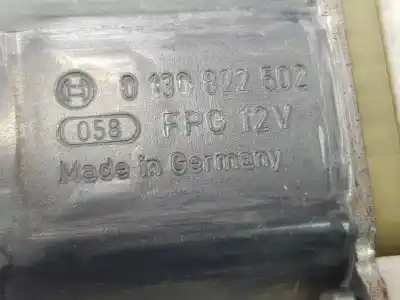 0 130 822 502
058 FPG 12V
Made in Germany